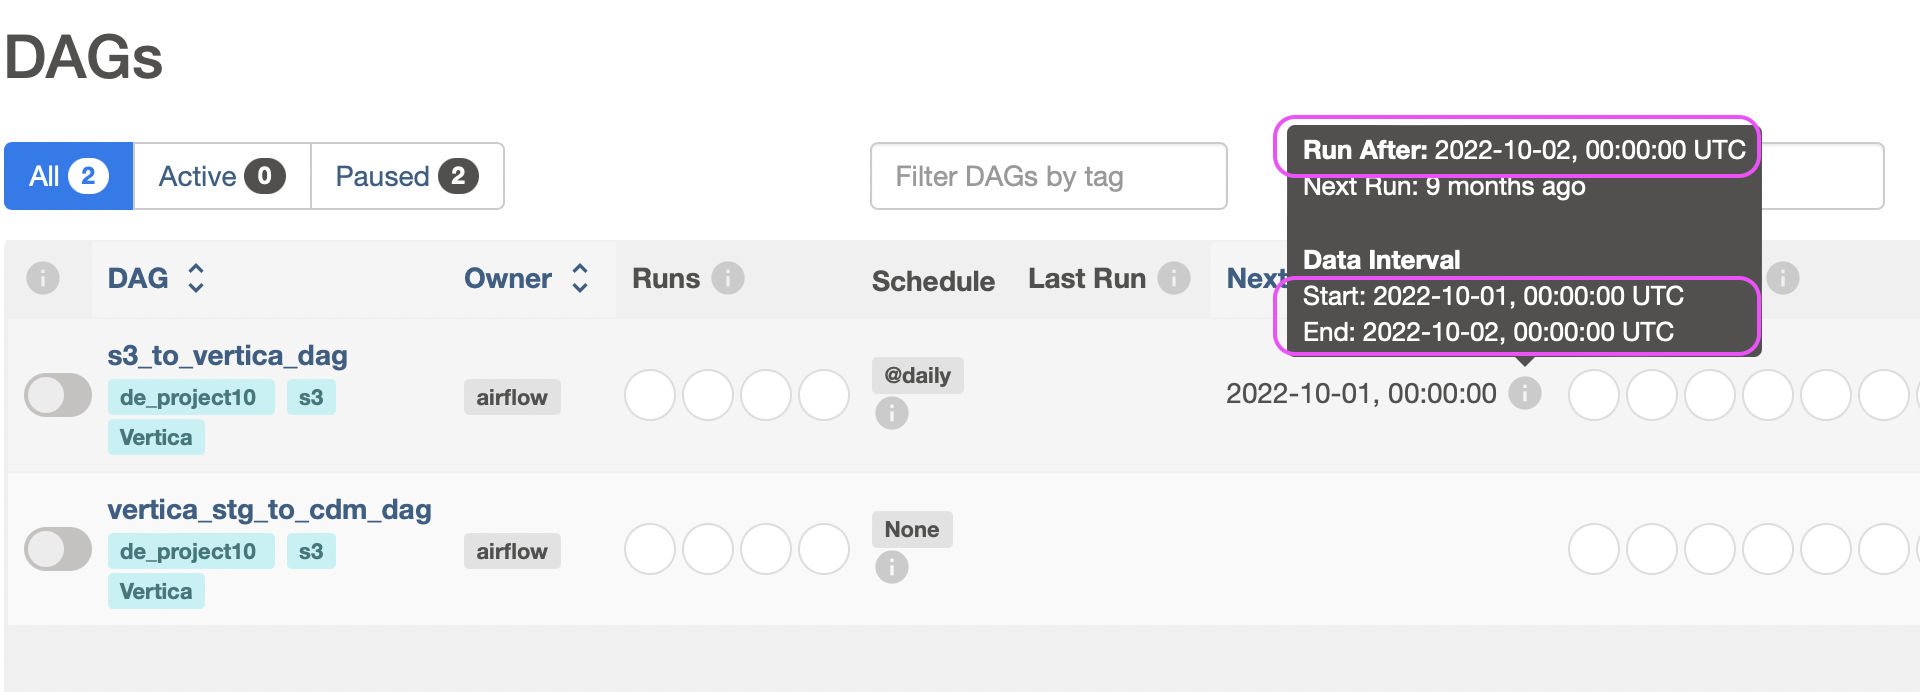 DAGs
All 2
Active 0
Paused 2
Filter DAGs by tag
Run After: 2022-10-02, 00:00:00 UTC
Next Run: 9 months ago
Data Interval
Start: 2022-10-01, 00:00:00 UTC
End: 2022-10-02, 00:00:00 UTC
i DAG Owner Runs i Schedule Last Run i Next i
s3_to_vertica_dag
de_project10 s3
Vertica
airflow
@daily
i
2022-10-01, 00:00:00 i
vertica_stg_to_cdm_dag
de_project10 s3
Vertica
airflow
None
i